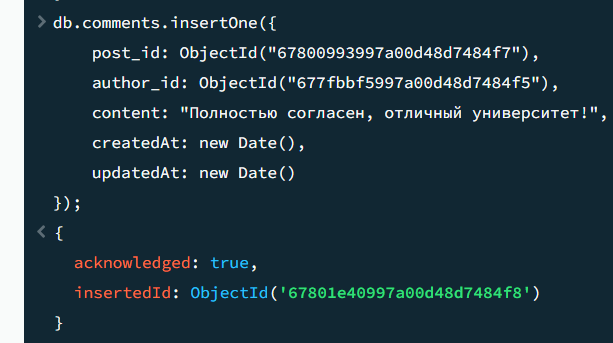 > db.comments.insertOne({
post_id: ObjectId("67800993997a00d48d7484f7"),
author_id: ObjectId("677fbbf5997a00d48d7484f5"),
content: "Полностью согласен, отличный университет!",
createdAt: new Date(),
updatedAt: new Date()
});
< {
acknowledged: true,
insertedId: ObjectId('67801e40997a00d48d7484f8')
}